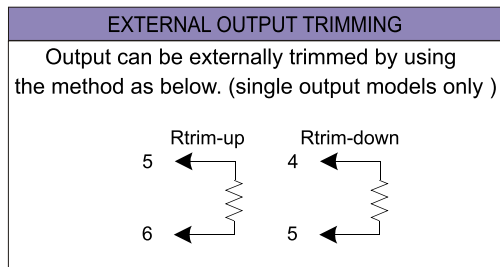 EXTERNAL OUTPUT TRIMMING
Output can be externally trimmed by using
the method as below. (single output models only )
Rtrim-up Rtrim-down
5 4
6 5